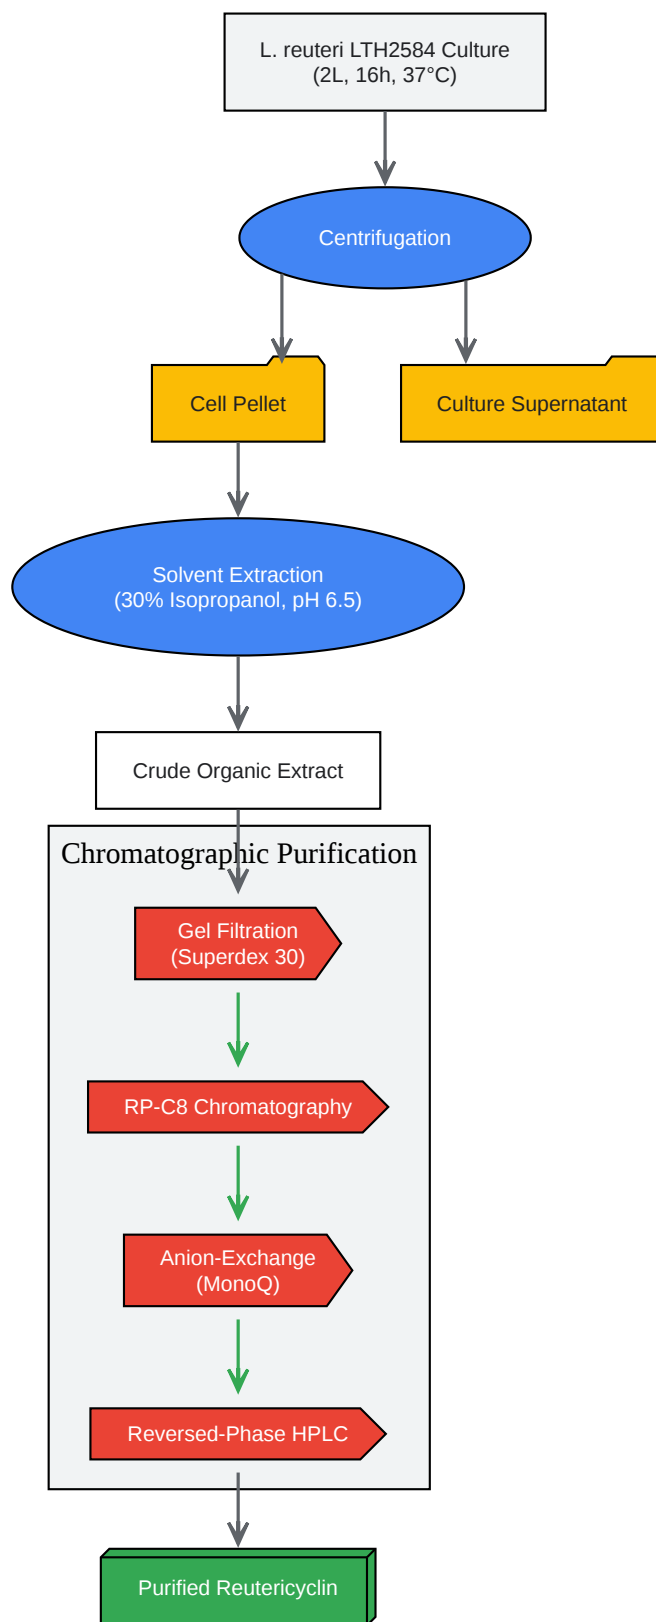 L. reuteri LTH2584 Culture
(2L, 16h, 37°C)
Centrifugation
Cell Pellet
Culture Supernatant
Solvent Extraction
(30% Isopropanol, pH 6.5)
Crude Organic Extract
Chromatographic Purification
Gel Filtration
(Superdex 30)
RP-C8 Chromatography
Anion-Exchange
(MonoQ)
Reversed-Phase HPLC
Purified Reutericyclin